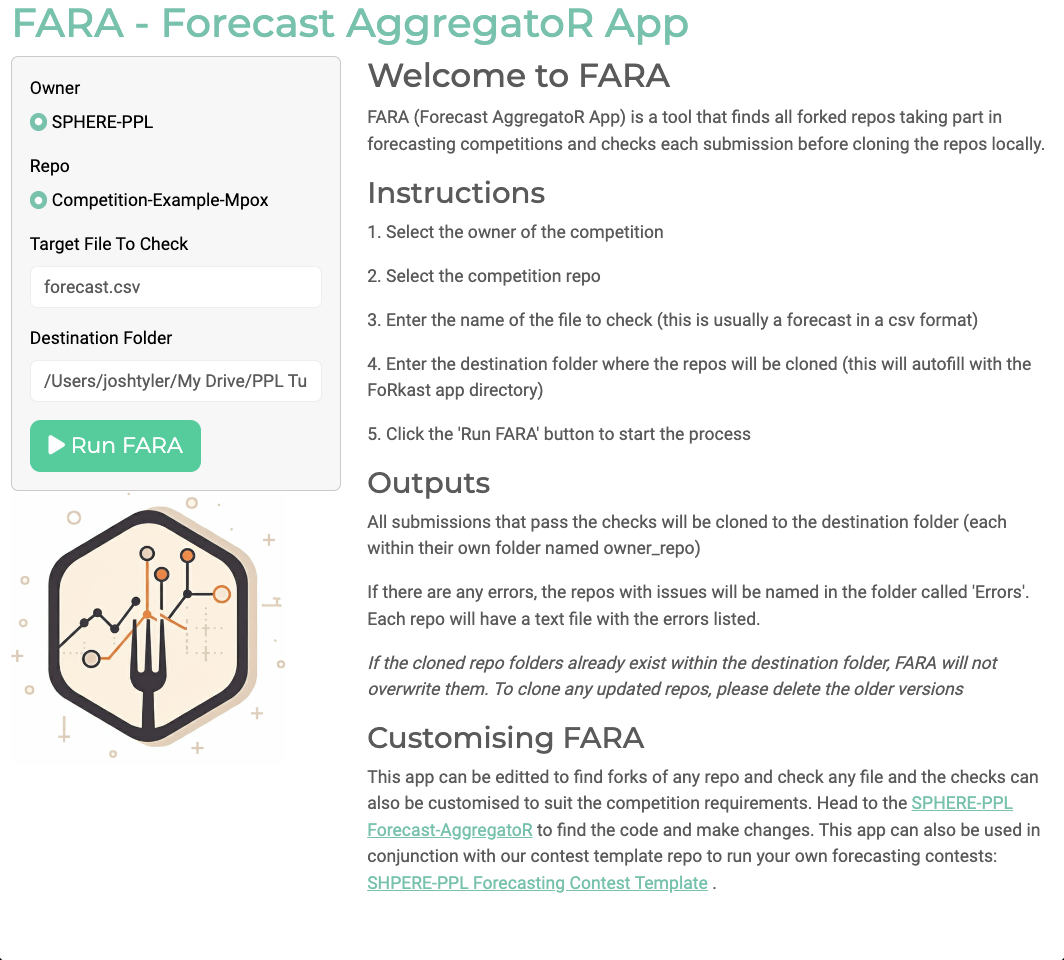 FARA - Forecast AggregatoR App
Owner
SPHERE-PPL
Repo
Competition-Example-Mpox
Target File To Check
forecast.csv
Destination Folder
/Users/joshtyler/My Drive/PPL Tu
Run FARA
Welcome to FARA
FARA (Forecast AggregatoR App) is a tool that finds all forked repos taking part in
forecasting competitions and checks each submission before cloning the repos locally.
Instructions
1. Select the owner of the competition
2. Select the competition repo
3. Enter the name of the file to check (this is usually a forecast in a csv format)
4. Enter the destination folder where the repos will be cloned (this will autofill with the
FoRkast app directory)
5. Click the 'Run FARA' button to start the process
Outputs
All submissions that pass the checks will be cloned to the destination folder (each
within their own folder named owner_repo)
If there are any errors, the repos with issues will be named in the folder called 'Errors'.
Each repo will have a text file with the errors listed.
If the cloned repo folders already exist within the destination folder, FARA will not
overwrite them. To clone any updated repos, please delete the older versions
Customising FARA
This app can be editted to find forks of any repo and check any file and the checks can
also be customised to suit the competition requirements. Head to the SPHERE-PPL
Forecast-AggregatoR to find the code and make changes. This app can also be used in
conjunction with our contest template repo to run your own forecasting contests:
SHPERE-PPL Forecasting Contest Template .